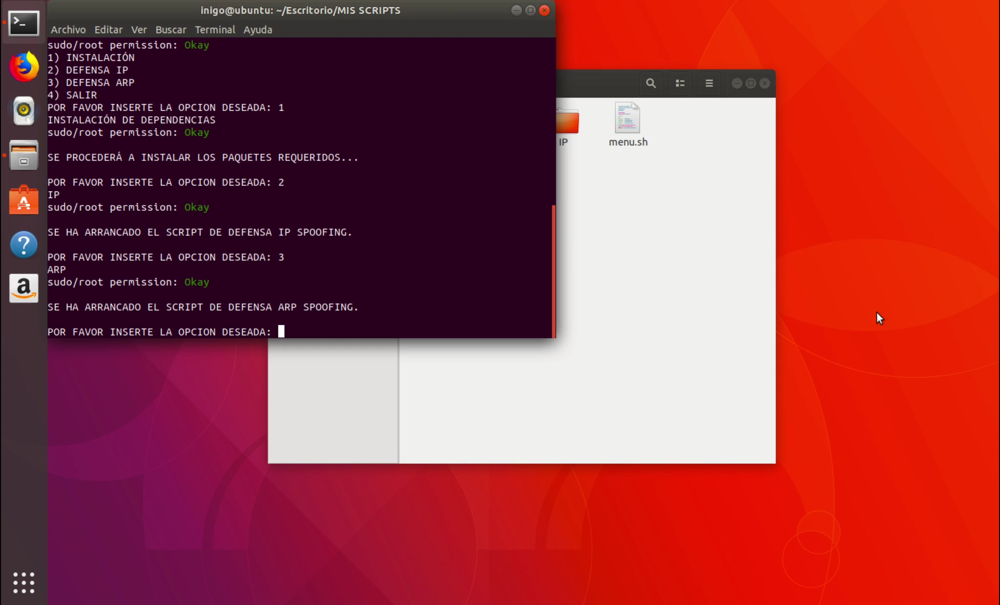 inigo@ubuntu: ~/Escritorio/MIS SCRIPTS
Archivo Editar Ver Buscar Terminal Ayuda
sudo/root permission: Okay
1) INSTALACIÓN
2) DEFENSA IP
3) DEFENSA ARP
4) SALIR
POR FAVOR INSERTE LA OPCION DESEADA: 1
INSTALACIÓN DE DEPENDENCIAS
sudo/root permission: Okay
SE PROCEDERÁ A INSTALAR LOS PAQUETES REQUERIDOS...
POR FAVOR INSERTE LA OPCION DESEADA: 2
IP
sudo/root permission: Okay
SE HA ARRANCADO EL SCRIPT DE DEFENSA IP SPOOFING.
POR FAVOR INSERTE LA OPCION DESEADA: 3
ARP
sudo/root permission: Okay
SE HA ARRANCADO EL SCRIPT DE DEFENSA ARP SPOOFING.
POR FAVOR INSERTE LA OPCION DESEADA:
IP
menu.sh